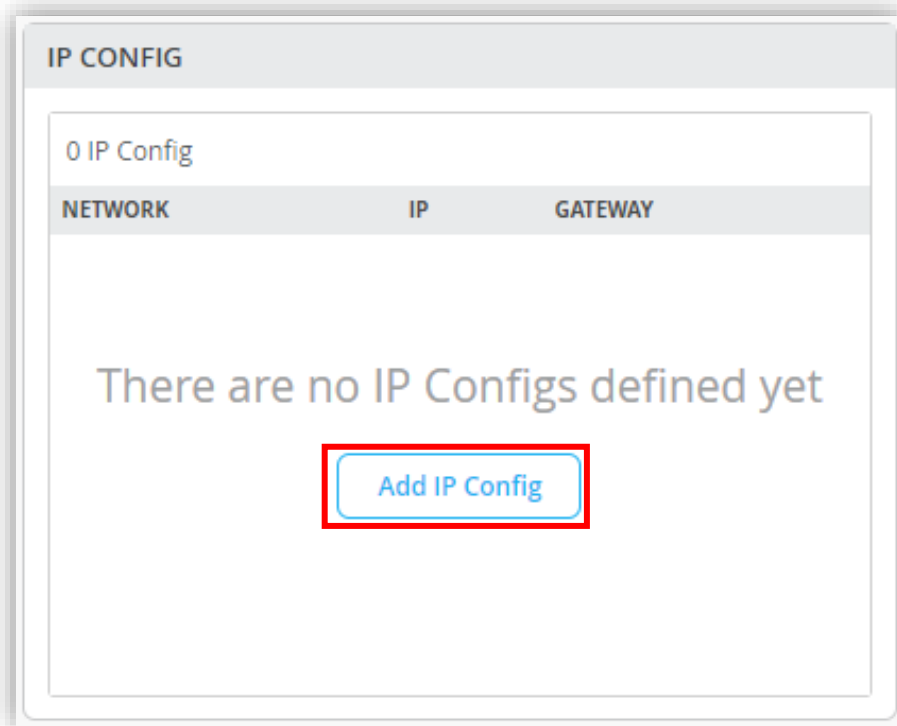 IP CONFIG
0 IP Config
NETWORK IP GATEWAY
There are no IP Configs defined yet
Add IP Config